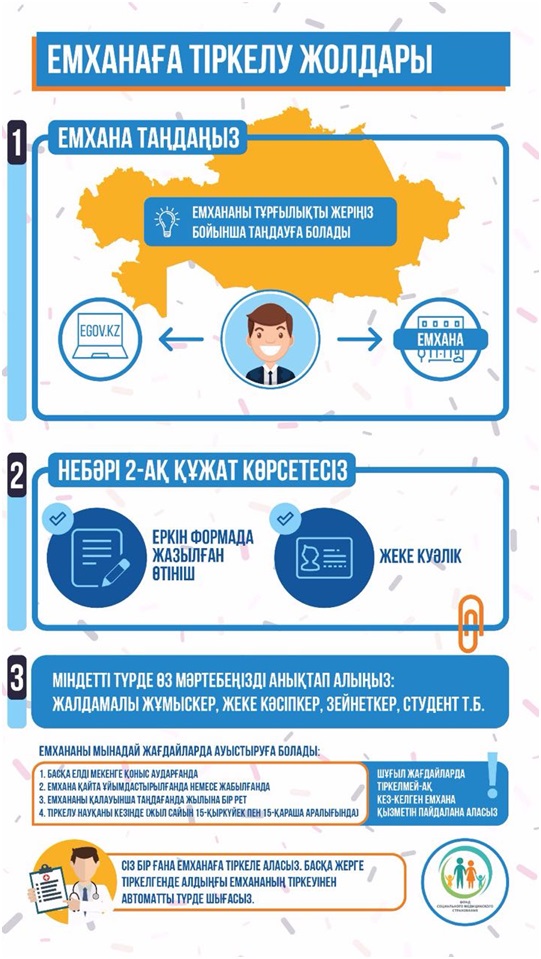 ЕМХАНАҒА ТІРКЕЛУ ЖОЛДАРЫ
1
ЕМХАНА ТАҢДАҢЫЗ
ЕМХАНАНЫ ТҰРҒЫЛЫҚТЫ ЖЕРІҢІЗ
БОЙЫНША ТАҢДАУҒА БОЛАДЫ
EGOV.KZ
ЕМХАНА
2
НЕБӘРІ 2-АҚ ҚҰЖАТ КӨРСЕТЕСІЗ
ЕРКІН ФОРМАДА
ЖАЗЫЛҒАН
ӨТІНІШ
ЖЕКЕ КУӘЛІК
3
МІНДЕТТІ ТҮРДЕ ӨЗ МӘРТЕБЕҢІЗДІ АНЫҚТАП АЛЫҢЫЗ:
ЖАЛДАМАЛЫ ЖҰМЫСКЕР, ЖЕКЕ КӘСІПКЕР, ЗЕЙНЕТКЕР, СТУДЕНТ Т.Б.
ЕМХАНАНЫ МЫНАДАЙ ЖАҒДАЙЛАРДА АУЫСТЫРУҒА БОЛАДЫ:
1. БАСҚА ЕЛДІ МЕКЕНГЕ ҚОНЫС АУДАРҒАНДА
2. ЕМХАНА ҚАЙТА ҰЙЫМДАСТЫРЫЛҒАНДА НЕМЕСЕ ЖАБЫЛҒАНДА
3. ЕМХАНАНЫ ҚАЛАУЫНША ТАҢДАҒАНДА ЖЫЛЫНА БІР РЕТ
4. ТІРКЕЛУ НАУҚАНЫ КЕЗІНДЕ (ЖЫЛ САЙЫН 15-ҚЫРКҮЙЕК ПЕН 15-ҚАРАША АРАЛЫҒЫНДА)
ШҰҒЫЛ ЖАҒДАЙЛАРДА
ТІРКЕЛМЕЙ-АҚ
КЕЗ-КЕЛГЕН ЕМХАНА
ҚЫЗМЕТІН ПАЙДАЛАНА АЛАСЫЗ
!
СІЗ БІР ҒАНА ЕМХАНАҒА ТІРКЕЛЕ АЛАСЫЗ. БАСҚА ЖЕРГЕ
ТІРКЕЛГЕНДЕ АЛДЫҢҒЫ ЕМХАНАНЫҢ ТІРКЕУІНЕН
АВТОМАТТЫ ТҮРДЕ ШЫҒАСЫЗ.
ФОНД
СОЦИАЛЬНОГО МЕДИЦИНСКОГО
СТРАХОВАНИЯ